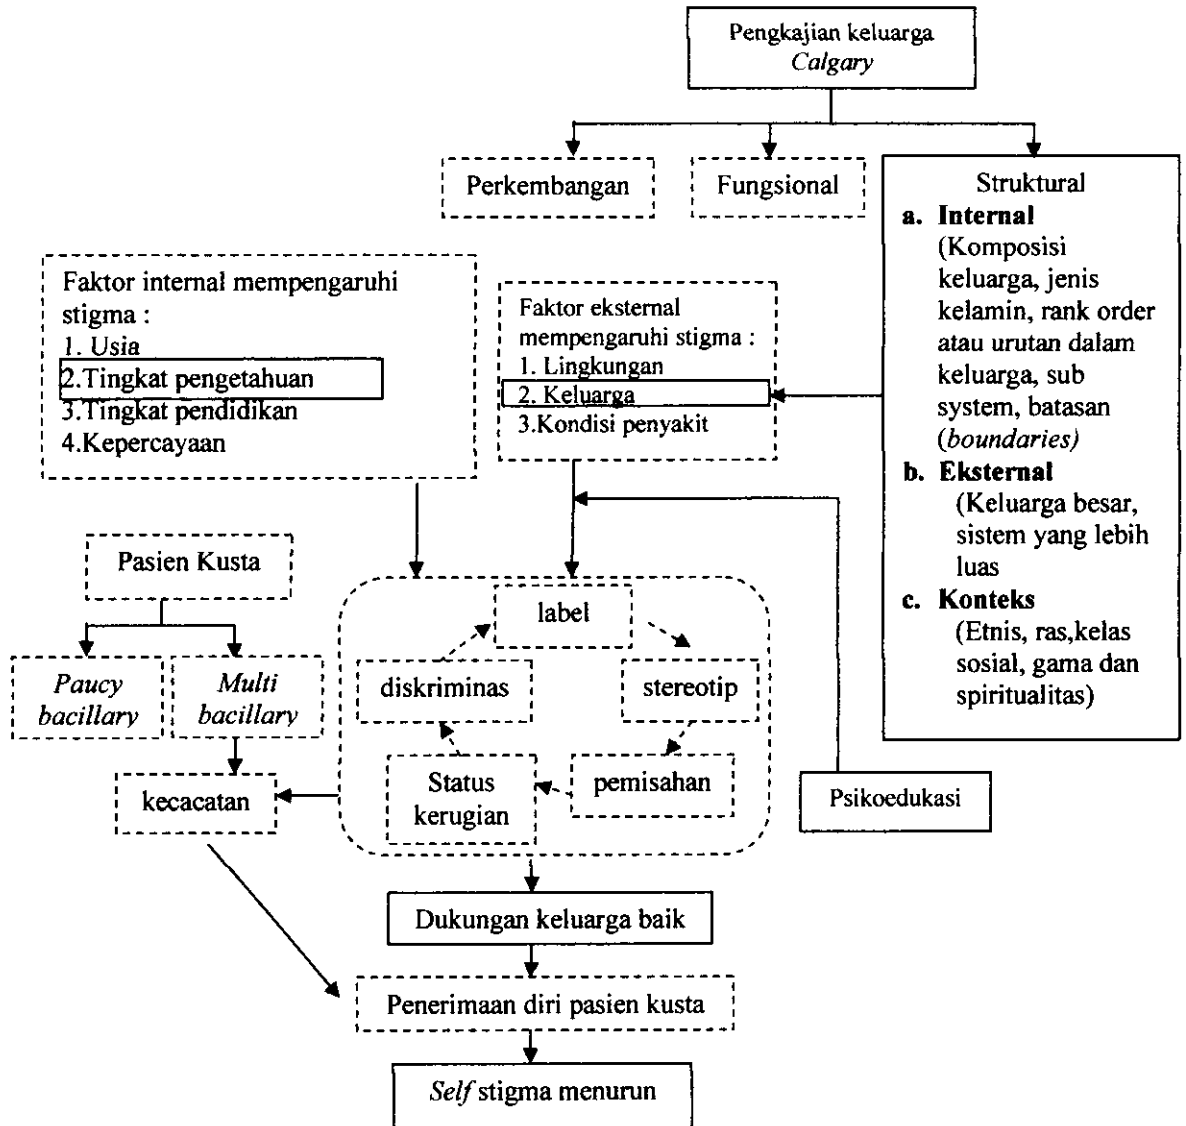 Pengkajian keluarga
Calgary
Perkembangan
Fungsional
Struktural
a. Internal
(Komposisi
keluarga, jenis
kelamin, rank order
atau urutan dalam
keluarga, sub
system, batasan
(boundaries)
b. Eksternal
(Keluarga besar,
sistem yang lebih
luas
c. Konteks
(Etnis, ras,kelas
sosial, gama dan
spiritualitas)
Faktor internal mempengaruhi
stigma :
1. Usia
2.Tingkat pengetahuan
3.Tingkat pendidikan
4.Kepercayaan
Faktor eksternal
mempengaruhi stigma :
1. Lingkungan
2. Keluarga
3.Kondisi penyakit
Pasien Kusta
Paucy
bacillary
Multi
bacillary
kecacatan
label
diskriminas
stereotip
Status
kerugian
pemisahan
Psikoedukasi
Dukungan keluarga baik
Penerimaan diri pasien kusta
Self stigma menurun